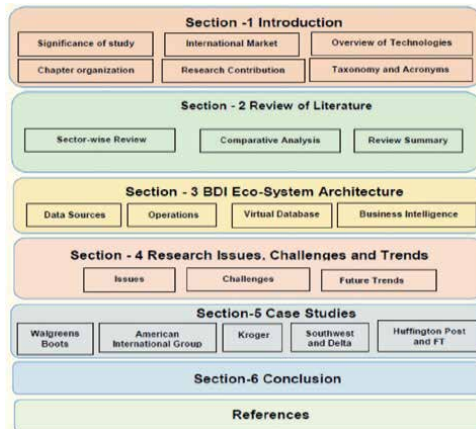 Section -1 Introduction
Significance of study
International Market
Overview of Technologies
Chapter organization
Research Contribution
Taxonomy and Acronyms
Section - 2 Review of Literature
Sector-wise Review
Comparative Analysis
Review Summary
Section - 3 BDI Eco-System Architecture
Data Sources
Operations
Virtual Database
Business Intelligence
Section - 4 Research Issues, Challenges and Trends
Issues
Challenges
Future Trends
Section-5 Case Studies
Walgreens
Boots
American
International Group
Kroger
Southwest
and Delta
Huffington Post
and FT
Section-6 Conclusion
References